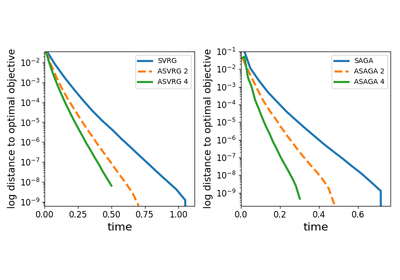 log distance to optimal objective
10⁻²
10⁻³
10⁻⁴
10⁻⁵
10⁻⁶
10⁻⁷
10⁻⁸
10⁻⁹
SVRG
ASVRG 2
ASVRG 4
0.00 0.25 0.50 0.75 1.00
time
log distance to optimal objective
10⁻¹
10⁻²
10⁻³
10⁻⁴
10⁻⁵
10⁻⁶
10⁻⁷
10⁻⁸
10⁻⁹
SAGA
ASAGA 2
ASAGA 4
0.0 0.2 0.4 0.6
time